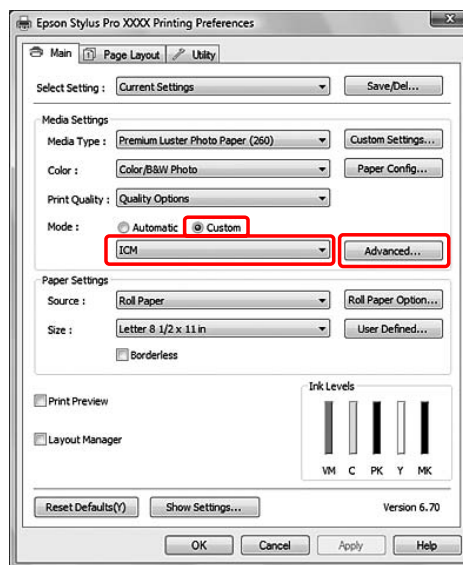 Epson Stylus Pro XXXX Printing Preferences
Main Page Layout Utility
Select Setting : Current Settings Save/Del...
Media Settings
Media Type : Premium Luster Photo Paper (260) Custom Settings...
Color : Color/B&W Photo Paper Config...
Print Quality : Quality Options
Mode : Automatic Custom
ICM Advanced...
Paper Settings
Source : Roll Paper Roll Paper Option...
Size : Letter 8 1/2 x 11 in User Defined...
Borderless
Ink Levels
Print Preview
Layout Manager
VM C PK Y MK
Reset Defaults(Y) Show Settings... Version 6.70
OK Cancel Apply Help